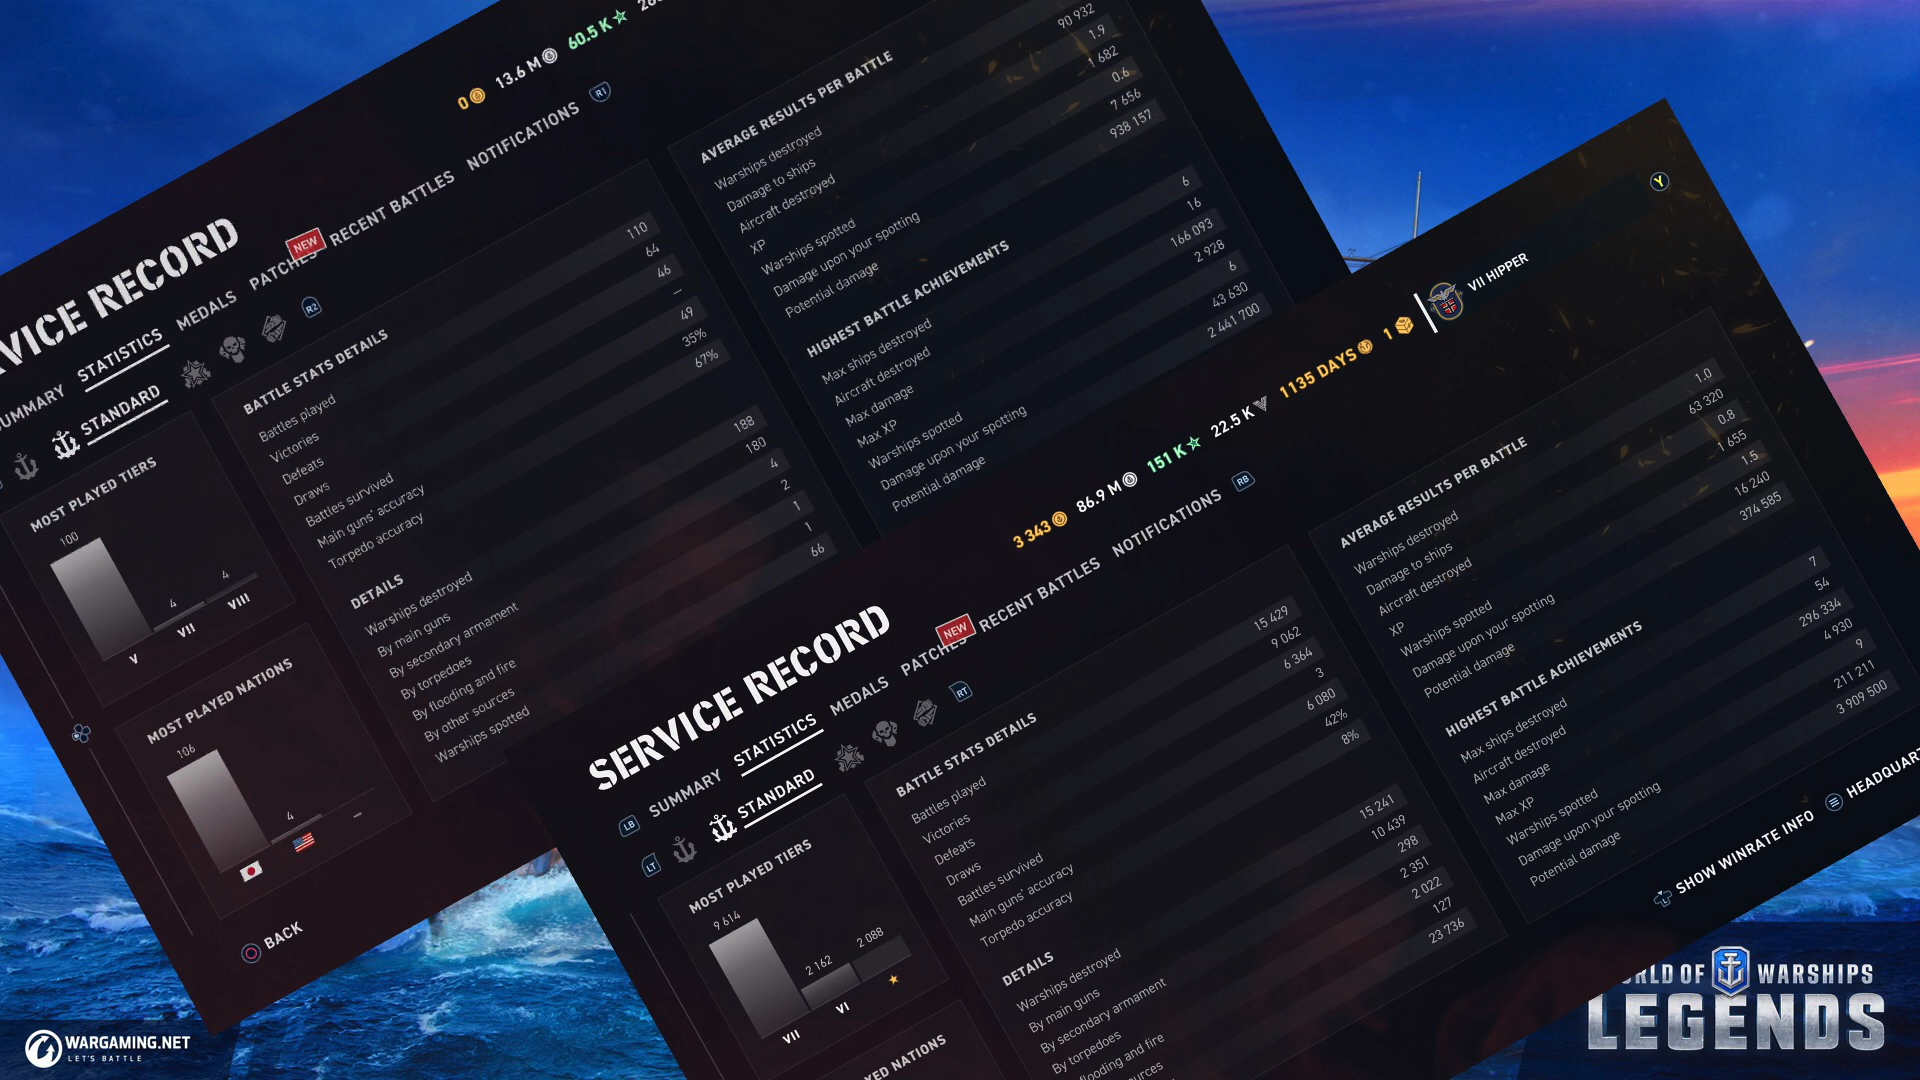 0
13.6 M
60.5 K
VICE RECORD
SUMMARY
STATISTICS
MEDALS
PATCHES
NEW
RECENT BATTLES
NOTIFICATIONS
R1
STANDARD
R2
MOST PLAYED TIERS
100
4
4
V
VII
VIII
MOST PLAYED NATIONS
106
4
–
BATTLE STATS DETAILS
Battles played 110
Victories 64
Defeats 46
Draws –
Battles survived 49
Main guns' accuracy 35%
Torpedo accuracy 67%
DETAILS
Warships destroyed 188
By main guns 180
By secondary armament 4
By torpedoes 2
By flooding and fire 1
By other sources 1
Warships spotted 66
AVERAGE RESULTS PER BATTLE
Warships destroyed
Damage to ships 90 932
Aircraft destroyed 1.9
XP 1 682
Warships spotted 0.6
Damage upon your spotting 7 656
Potential damage 938 157
HIGHEST BATTLE ACHIEVEMENTS
Max ships destroyed 6
Aircraft destroyed 16
Max damage 166 093
Max XP 2 928
Warships spotted 6
Damage upon your spotting 43 630
Potential damage 2 441 700
BACK
3 343
86.9 M
151 K
22.5 K
1135 DAYS
1
VII HIPPER
Y
SERVICE RECORD
LB
SUMMARY
STATISTICS
MEDALS
PATCHES
NEW
RECENT BATTLES
NOTIFICATIONS
RB
LT
STANDARD
RT
MOST PLAYED TIERS
9 614
2 162
2 088
VII
VI
YED NATIONS
BATTLE STATS DETAILS
Battles played 15 429
Victories 9 062
Defeats 6 364
Draws 3
Battles survived 6 080
Main guns' accuracy 42%
Torpedo accuracy 8%
DETAILS
Warships destroyed 15 241
By main guns 10 439
By secondary armament 298
By torpedoes 2 351
flooding and fire 2 022
ources 127
23 736
AVERAGE RESULTS PER BATTLE
Warships destroyed 1.0
Damage to ships 63 320
Aircraft destroyed 0.8
XP 1 655
Warships spotted 1.5
Damage upon your spotting 16 240
Potential damage 374 585
HIGHEST BATTLE ACHIEVEMENTS
Max ships destroyed 7
Aircraft destroyed 54
Max damage 296 334
Max XP 4 930
Warships spotted 9
Damage upon your spotting 211 211
Potential damage 3 909 500
SHOW WINRATE INFO
HEADQUART
WARGAMING.NET
LET'S BATTLE
RLD OF WARSHIPS
LEGENDS